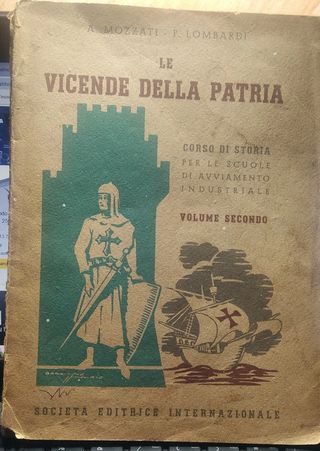 A. MOZZATI - P. LOMBARDI
LE
VICENDE DELLA PATRIA
CORSO DI STORIA
PER LE SCUOLE
DI AVVIAMENTO
INDUSTRIALE
VOLUME SECONDO
SOCIETÀ EDITRICE INTERNAZIONALE